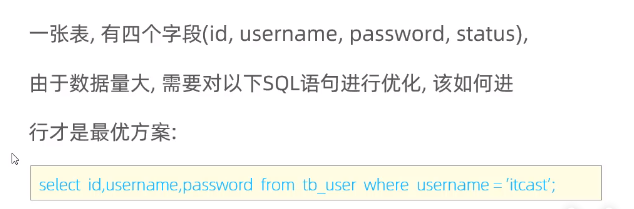 一张表, 有四个字段(id, username, password, status),
由于数据量大, 需要对以下SQL语句进行优化, 该如何进
行才是最优方案:
select id,username,password from tb_user where username = 'itcast';